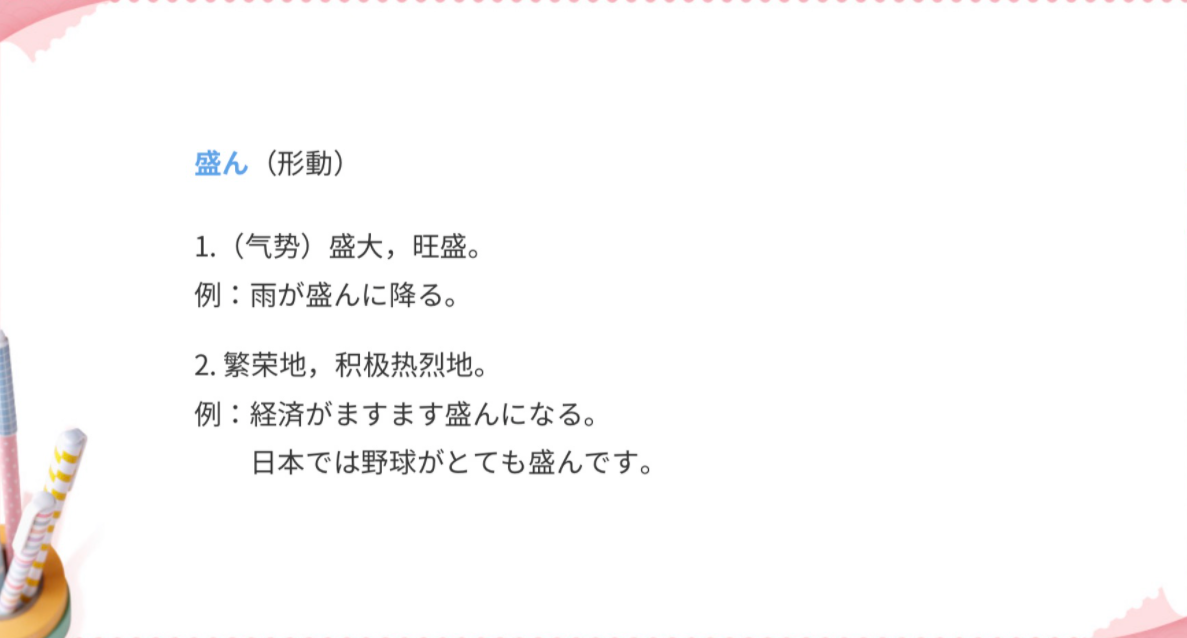 盛ん（形動）
1.（气势）盛大，旺盛。
例：雨が盛んに降る。
2. 繁荣地，积极热烈地。
例：経済がますます盛んになる。
日本では野球がとても盛んです。